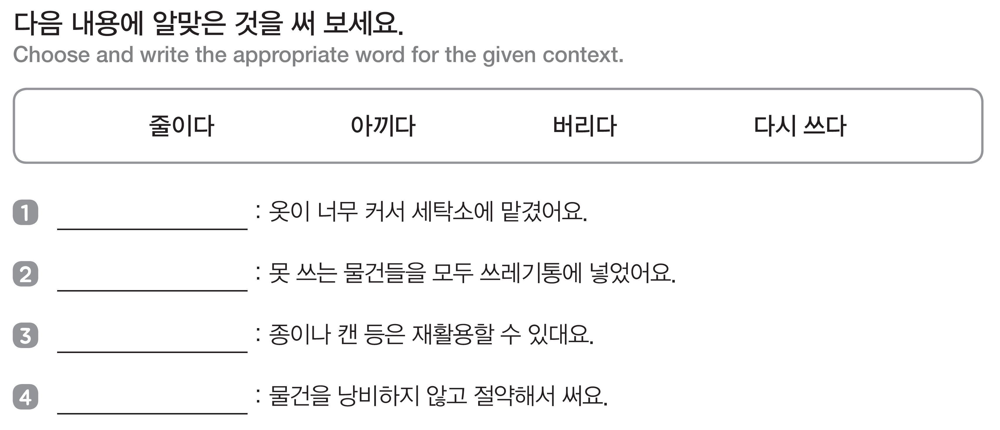 다음 내용에 알맞은 것을 써 보세요.
Choose and write the appropriate word for the given context.
줄이다 아끼다 버리다 다시 쓰다
1 : 옷이 너무 커서 세탁소에 맡겼어요.
2 : 못 쓰는 물건들을 모두 쓰레기통에 넣었어요.
3 : 종이나 캔 등은 재활용할 수 있대요.
4 : 물건을 낭비하지 않고 절약해서 써요.